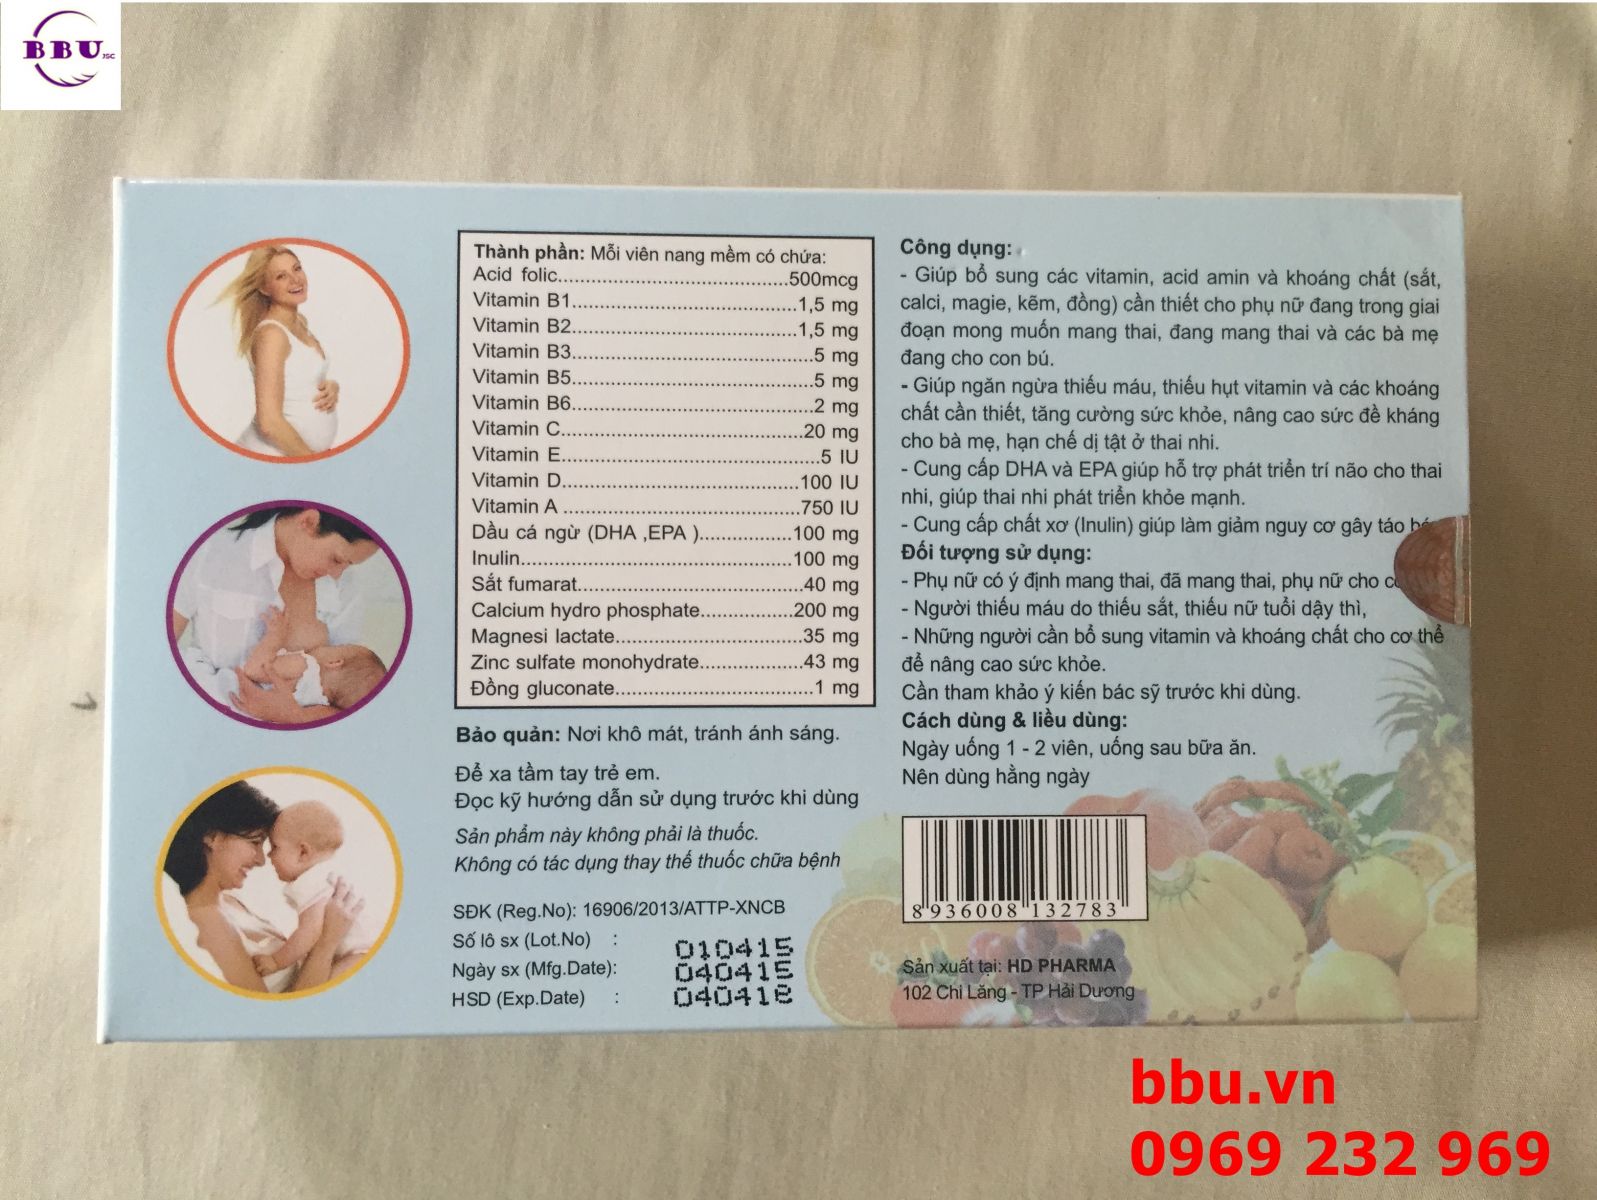 BBU JSC
Thành phần: Mỗi viên nang mềm có chứa:
Acid folic..........................................500mcg
Vitamin B1.........................................1,5 mg
Vitamin B2.........................................1,5 mg
Vitamin B3............................................5 mg
Vitamin B5............................................5 mg
Vitamin B6............................................2 mg
Vitamin C............................................20 mg
Vitamin E...............................................5 IU
Vitamin D...........................................100 IU
Vitamin A ...........................................750 IU
Dầu cá ngừ (DHA ,EPA ).................100 mg
Inulin.................................................100 mg
Sắt fumarat.........................................40 mg
Calcium hydro phosphate.................200 mg
Magnesi lactate..................................35 mg
Zinc sulfate monohydrate...................43 mg
Đồng gluconate....................................1 mg
Bảo quản: Nơi khô mát, tránh ánh sáng.
Để xa tầm tay trẻ em.
Đọc kỹ hướng dẫn sử dụng trước khi dùng
Sản phẩm này không phải là thuốc.
Không có tác dụng thay thế thuốc chữa bệnh
SĐK (Reg.No): 16906/2013/ATTP-XNCB
Số lô sx (Lot.No) : 010415
Ngày sx (Mfg.Date): 040415
HSD (Exp.Date) : 040418
Công dụng:
- Giúp bổ sung các vitamin, acid amin và khoáng chất (sắt,
calci, magie, kẽm, đồng) cần thiết cho phụ nữ đang trong giai
đoạn mong muốn mang thai, đang mang thai và các bà mẹ
đang cho con bú.
- Giúp ngăn ngừa thiếu máu, thiếu hụt vitamin và các khoáng
chất cần thiết, tăng cường sức khỏe, nâng cao sức đề kháng
cho bà mẹ, hạn chế dị tật ở thai nhi.
- Cung cấp DHA và EPA giúp hỗ trợ phát triển trí não cho thai
nhi, giúp thai nhi phát triển khỏe mạnh.
- Cung cấp chất xơ (Inulin) giúp làm giảm nguy cơ gây táo
Đối tượng sử dụng:
- Phụ nữ có ý định mang thai, đã mang thai, phụ nữ cho
- Người thiếu máu do thiếu sắt, thiếu nữ tuổi dậy thì,
- Những người cần bổ sung vitamin và khoáng chất cho cơ thể
để nâng cao sức khỏe.
Cần tham khảo ý kiến bác sỹ trước khi dùng.
Cách dùng & liều dùng:
Ngày uống 1 - 2 viên, uống sau bữa ăn.
Nên dùng hằng ngày
8 936008 132783
Sản xuất tại: HD PHARMA
102 Chi Lăng - TP Hải Dương
bbu.vn
0969 232 969